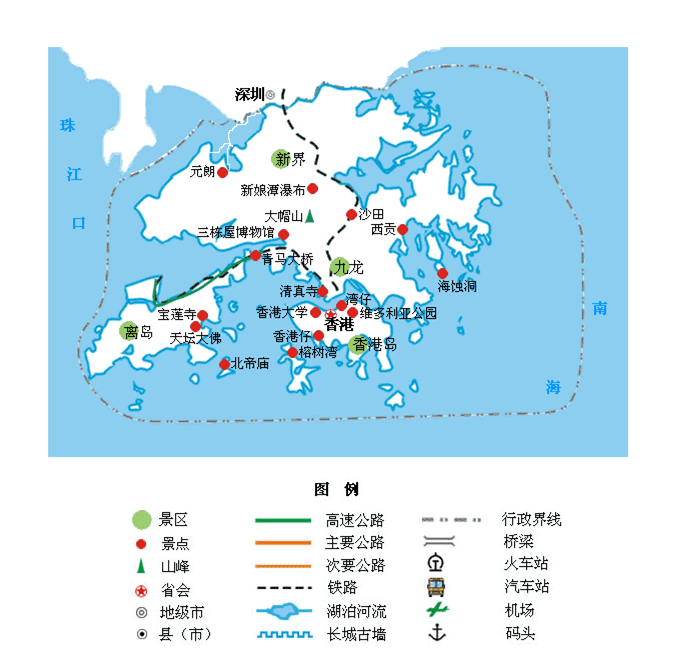 深圳
珠
江
口
新界
元朗
新娘潭瀑布
大帽山
沙田
三栋屋博物馆
西贡
青马大桥
九龙
海蚀洞
清真寺
湾仔
宝莲寺
香港大学
香港
维多利亚公园
南
海
离岛
天坛大佛
香港仔
香港岛
榕树湾
北帝庙
图 例
景区
高速公路
行政界线
景点
主要公路
桥梁
山峰
次要公路
火车站
省会
铁路
汽车站
地级市
湖泊河流
机场
县（市）
长城古墙
码头